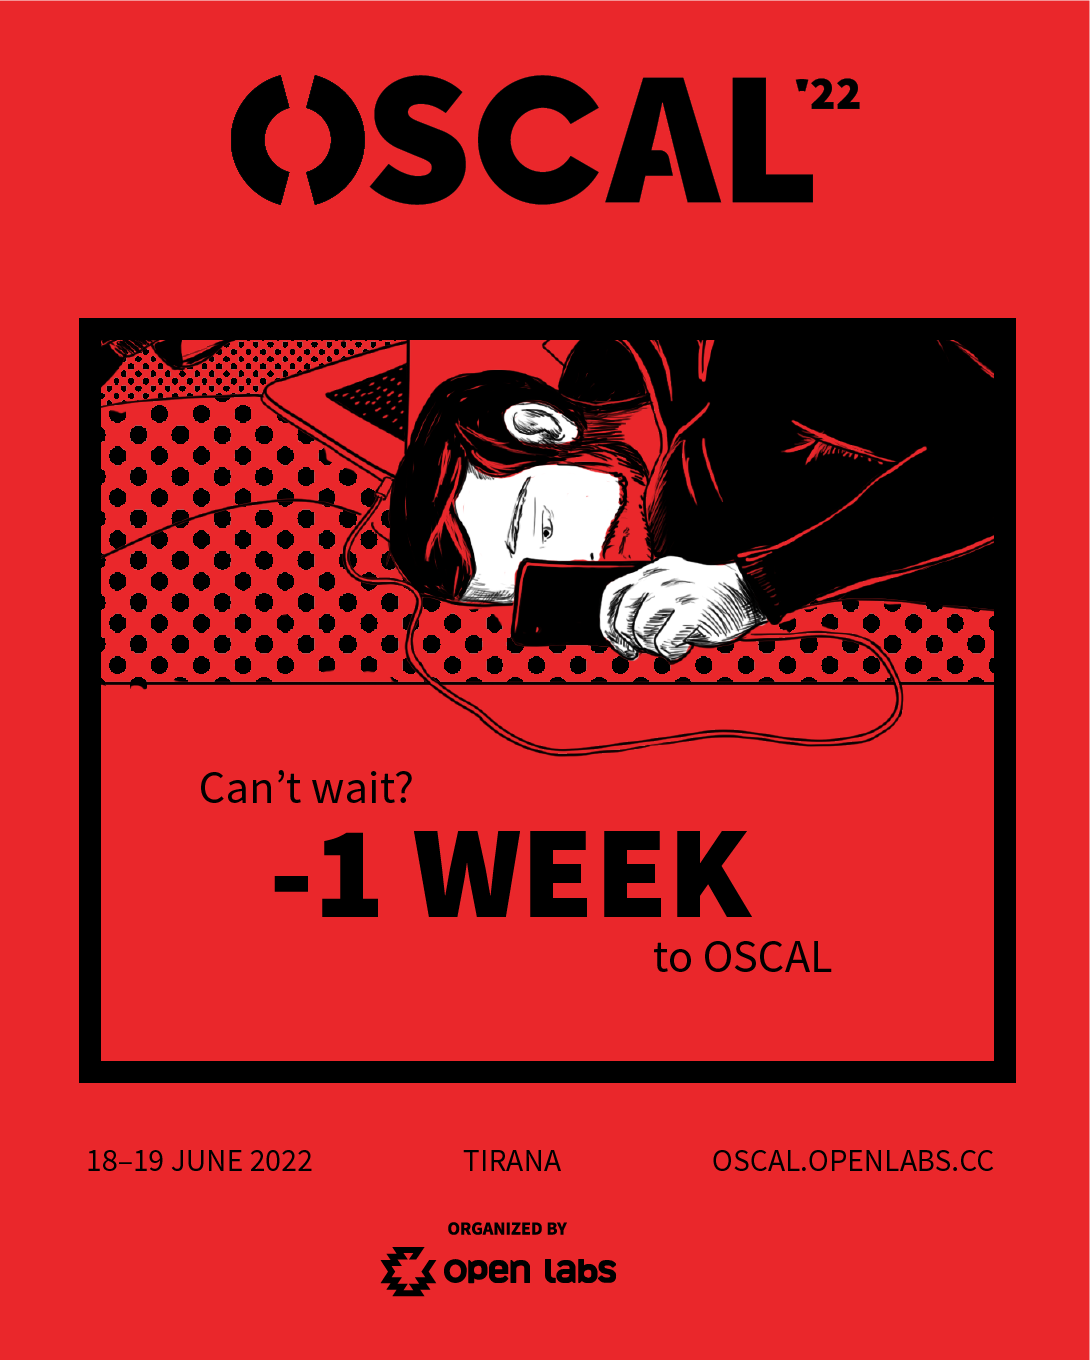 OSCAL '22
Can’t wait?
-1 WEEK
to OSCAL
18–19 JUNE 2022
TIRANA
OSCAL.OPENLABS.CC
ORGANIZED BY
open labs